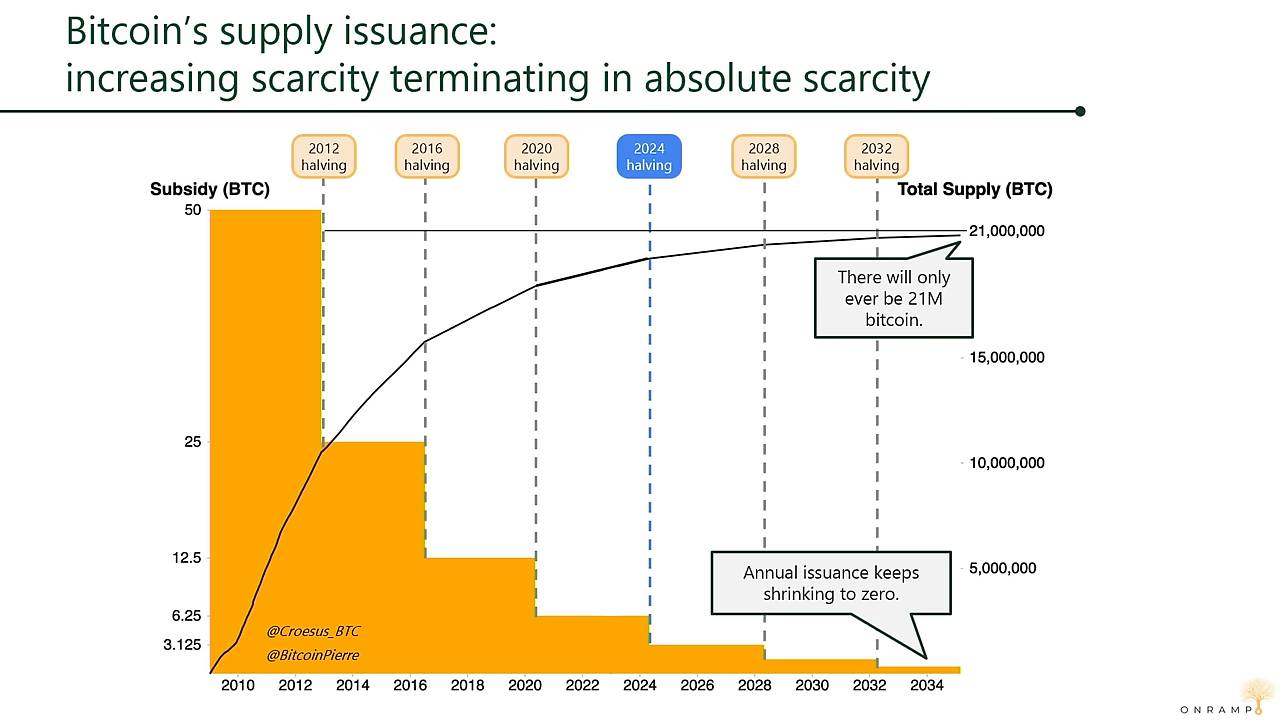 Bitcoin’s supply issuance:
increasing scarcity terminating in absolute scarcity
2012
halving
2016
halving
2020
halving
2024
halving
2028
halving
2032
halving
Subsidy (BTC)
Total Supply (BTC)
50
25
12.5
6.25
3.125
21,000,000
15,000,000
10,000,000
5,000,000
There will only
ever be 21M
bitcoin.
Annual issuance keeps
shrinking to zero.
@Croesus_BTC
@BitcoinPierre
2010 2012 2014 2016 2018 2020 2022 2024 2026 2028 2030 2032 2034
ONRAMP